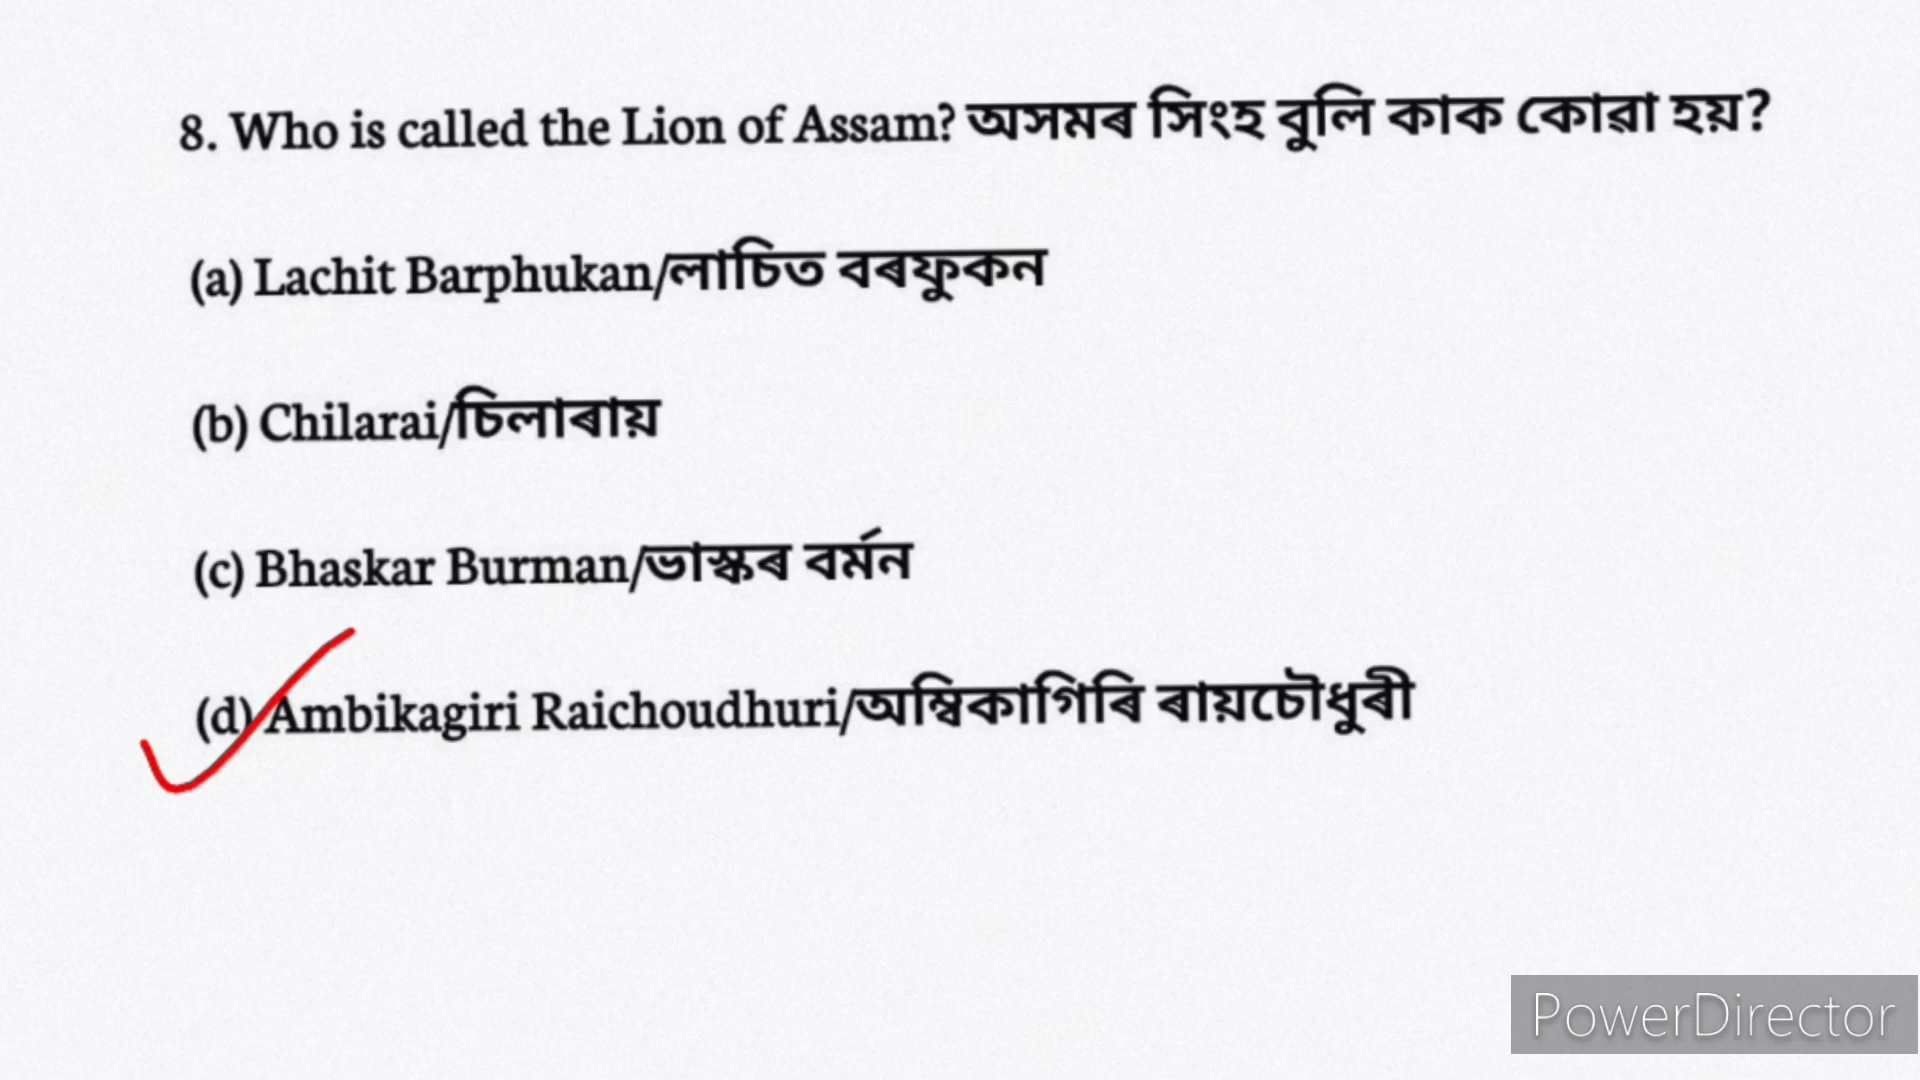 8. Who is called the Lion of Assam? অসমৰ সিংহ বুলি কাক কোৱা হয়?
(a) Lachit Barphukan/লাচিত বৰফুকন
(b) Chilarai/চিলাৰায়
(c) Bhaskar Burman/ভাস্কৰ বৰ্মন
(d) Ambikagiri Raichoudhuri/অম্বিকাগিৰি ৰায়চৌধুৰী
PowerDirector